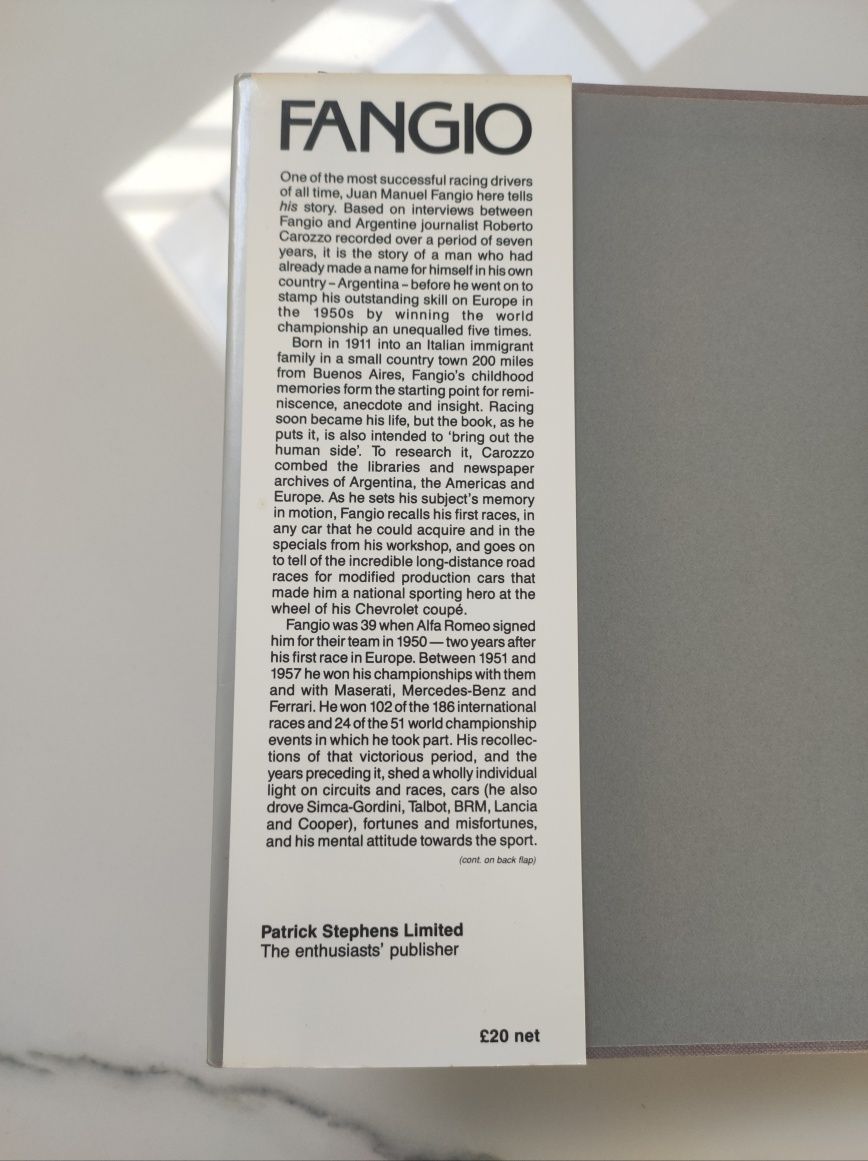 FANGIO
One of the most successful racing drivers
of all time, Juan Manuel Fangio here tells
his story. Based on interviews between
Fangio and Argentine journalist Roberto
Carozzo recorded over a period of seven
years, it is the story of a man who had
already made a name for himself in his own
country – Argentina – before he went on to
stamp his outstanding skill on Europe in
the 1950s by winning the world
championship an unequalled five times.
Born in 1911 into an Italian immigrant
family in a small country town 200 miles
from Buenos Aires, Fangio's childhood
memories form the starting point for remi-
niscence, anecdote and insight. Racing
soon became his life, but the book, as he
puts it, is also intended to 'bring out the
human side'. To research it, Carozzo
combed the libraries and newspaper
archives of Argentina, the Americas and
Europe. As he sets his subject's memory
in motion, Fangio recalls his first races, in
any car that he could acquire and in the
specials from his workshop, and goes on
to tell of the incredible long-distance road
races for modified production cars that
made him a national sporting hero at the
wheel of his Chevrolet coupé.
Fangio was 39 when Alfa Romeo signed
him for their team in 1950 — two years after
his first race in Europe. Between 1951 and
1957 he won his championships with them
and with Maserati, Mercedes-Benz and
Ferrari. He won 102 of the 186 international
races and 24 of the 51 world championship
events in which he took part. His recollec-
tions of that victorious period, and the
years preceding it, shed a wholly individual
light on circuits and races, cars (he also
drove Simca-Gordini, Talbot, BRM, Lancia
and Cooper), fortunes and misfortunes,
and his mental attitude towards the sport.
(cont. on back flap)
Patrick Stephens Limited
The enthusiasts' publisher
£20 net